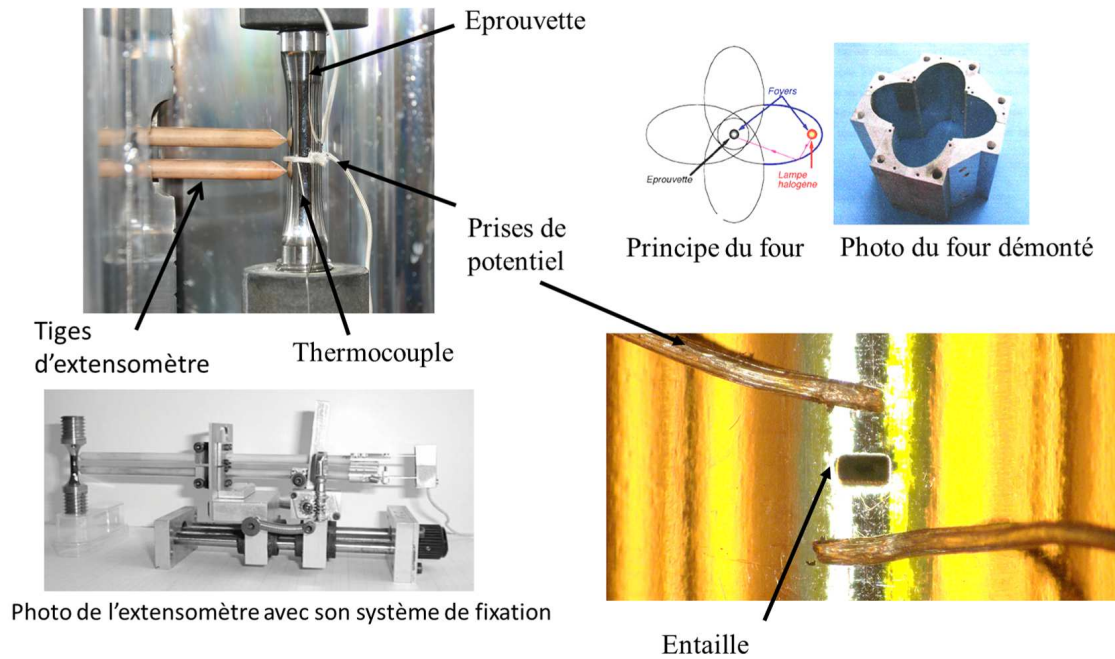 Eprouvette
Foyers
Eprouvette
Lampe
halogène
Prises de
potentiel
Principe du four
Photo du four démonté
Tiges
d'extensomètre
Thermocouple
Photo de l'extensomètre avec son système de fixation
Entaille